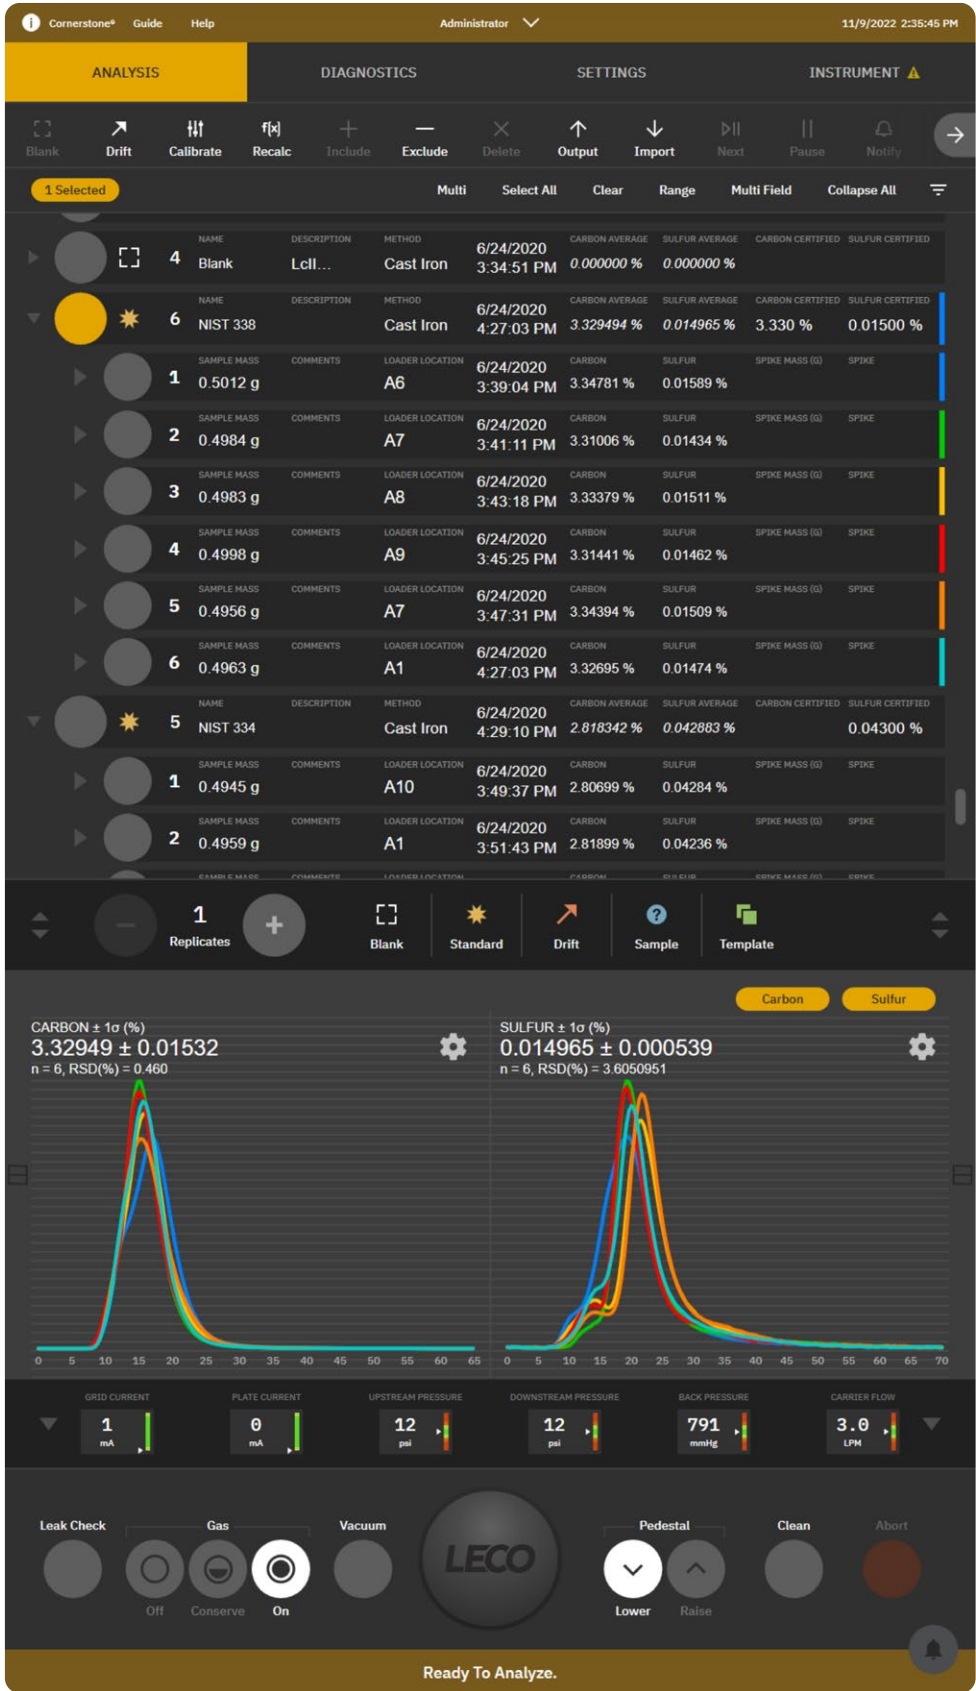 Cornerstone® Guide Help Administrator 11/9/2022 2:35:45 PM
ANALYSIS DIAGNOSTICS SETTINGS INSTRUMENT
Blank Drift Calibrate Recalc Include Exclude Delete Output Import Next Pause Notify
f(x)
1 Selected Multi Select All Clear Range Multi Field Collapse All
NAME DESCRIPTION METHOD CARBON AVERAGE SULFUR AVERAGE CARBON CERTIFIED SULFUR CERTIFIED
4 Blank Lcll... Cast Iron 6/24/2020 3:34:51 PM 0.000000 % 0.000000 %
NAME DESCRIPTION METHOD CARBON AVERAGE SULFUR AVERAGE CARBON CERTIFIED SULFUR CERTIFIED
6 NIST 338 Cast Iron 6/24/2020 4:27:03 PM 3.329494 % 0.014965 % 3.330 % 0.01500 %
SAMPLE MASS COMMENTS LOADER LOCATION CARBON SULFUR SPIKE MASS (G) SPIKE
1 0.5012 g A6 6/24/2020 3:39:04 PM 3.34781 % 0.01589 %
SAMPLE MASS COMMENTS LOADER LOCATION CARBON SULFUR SPIKE MASS (G) SPIKE
2 0.4984 g A7 6/24/2020 3:41:11 PM 3.31006 % 0.01434 %
SAMPLE MASS COMMENTS LOADER LOCATION CARBON SULFUR SPIKE MASS (G) SPIKE
3 0.4983 g A8 6/24/2020 3:43:18 PM 3.33379 % 0.01511 %
SAMPLE MASS COMMENTS LOADER LOCATION CARBON SULFUR SPIKE MASS (G) SPIKE
4 0.4998 g A9 6/24/2020 3:45:25 PM 3.31441 % 0.01462 %
SAMPLE MASS COMMENTS LOADER LOCATION CARBON SULFUR SPIKE MASS (G) SPIKE
5 0.4956 g A7 6/24/2020 3:47:31 PM 3.34394 % 0.01509 %
SAMPLE MASS COMMENTS LOADER LOCATION CARBON SULFUR SPIKE MASS (G) SPIKE
6 0.4963 g A1 6/24/2020 4:27:03 PM 3.32695 % 0.01474 %
NAME DESCRIPTION METHOD CARBON AVERAGE SULFUR AVERAGE CARBON CERTIFIED SULFUR CERTIFIED
5 NIST 334 Cast Iron 6/24/2020 4:29:10 PM 2.818342 % 0.042883 % 0.04300 %
SAMPLE MASS COMMENTS LOADER LOCATION CARBON SULFUR SPIKE MASS (G) SPIKE
1 0.4945 g A10 6/24/2020 3:49:37 PM 2.80699 % 0.04284 %
SAMPLE MASS COMMENTS LOADER LOCATION CARBON SULFUR SPIKE MASS (G) SPIKE
2 0.4959 g A1 6/24/2020 3:51:43 PM 2.81899 % 0.04236 %
SAMPLE MASS COMMENTS LOADER LOCATION CARBON SULFUR SPIKE MASS (G) SPIKE
1 Replicates Blank Standard Drift Sample Template
Carbon Sulfur
CARBON ± 1σ (%) SULFUR ± 1σ (%)
3.32949 ± 0.01532 0.014965 ± 0.000539
n = 6, RSD(%) = 0.460 n = 6, RSD(%) = 3.6050951
0 5 10 15 20 25 30 35 40 45 50 55 60 65 0 5 10 15 20 25 30 35 40 45 50 55 60 65 70
GRID CURRENT PLATE CURRENT UPSTREAM PRESSURE DOWNSTREAM PRESSURE BACK PRESSURE CARRIER FLOW
1 0 12 12 791 3.0
mA mA psi psi mmHg LPM
Leak Check Gas Vacuum Pedestal Clean Abort
LECO
Off Conserve On Lower Raise
Ready To Analyze.